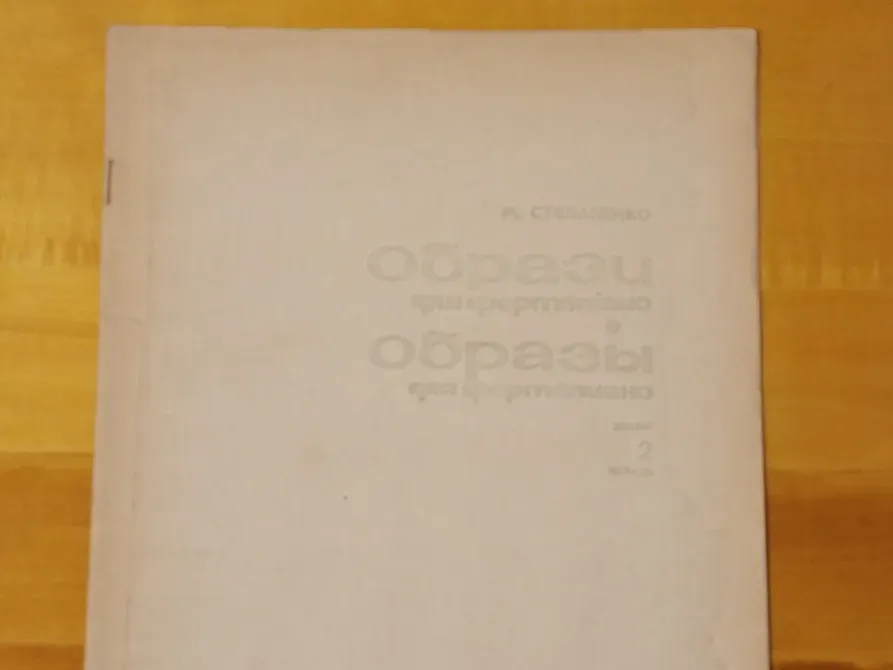 М. СТЕПАНЕНКО
Образи
для фортепіано
Образы
для фортепиано
2